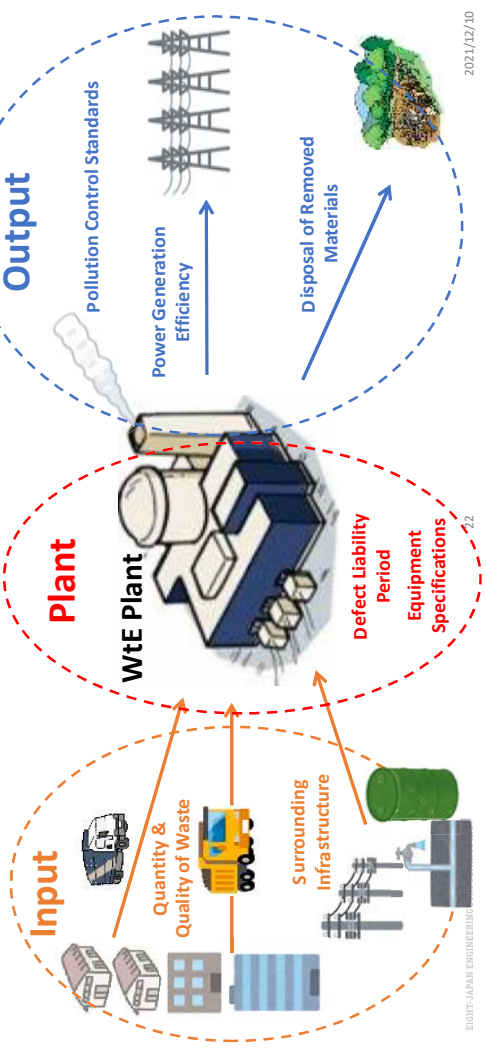 Input
Quantity &
Quality of Waste
Surrounding
Infrastructure
Plant
WtE Plant
Defect Liability
Period
Equipment
Specifications
Output
Pollution Control Standards
Power Generation
Efficiency
Disposal of Removed
Materials
EIGHT-JAPAN ENGINEERING
22
2021/12/10